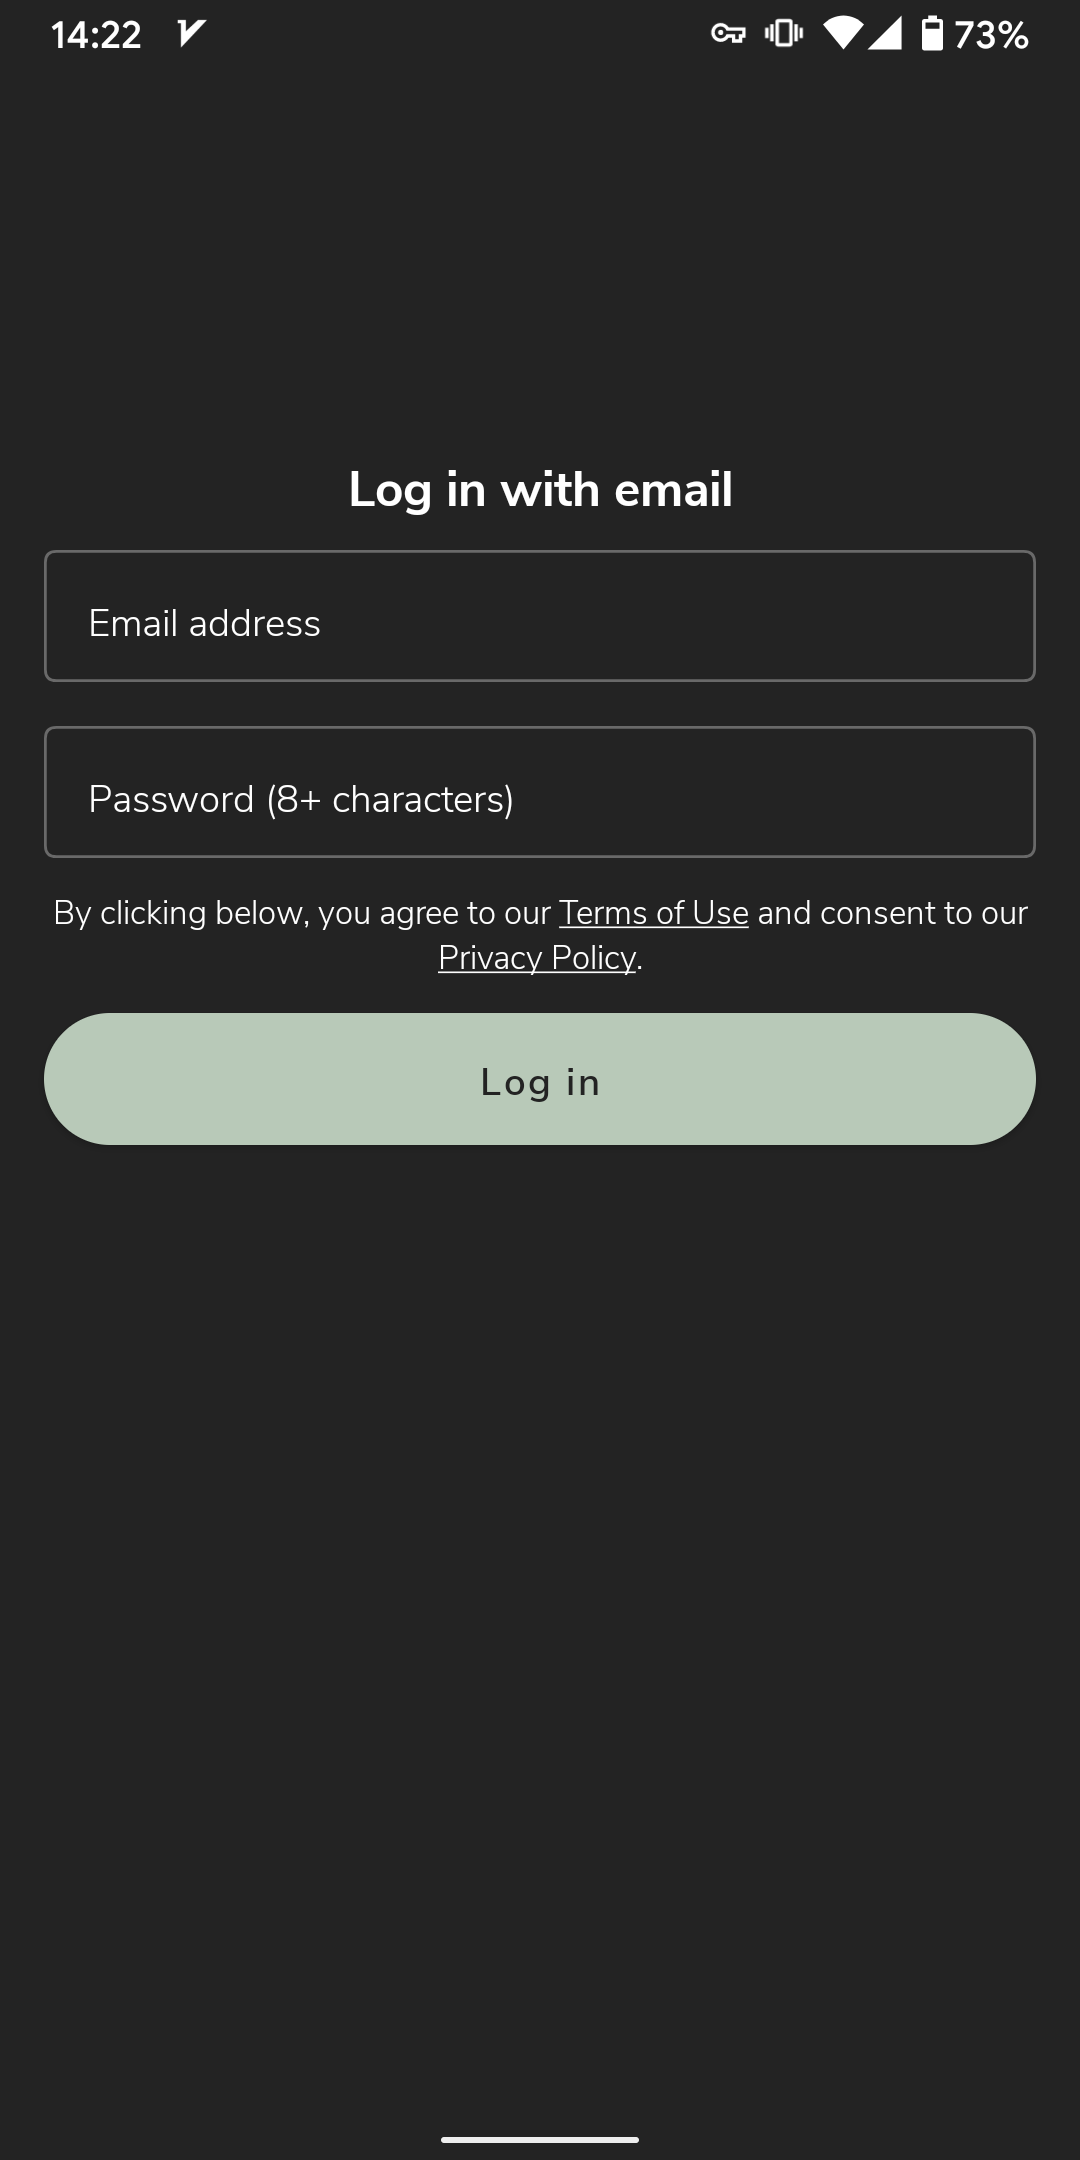 14:22
73%
Log in with email
Email address
Password (8+ characters)
By clicking below, you agree to our Terms of Use and consent to our
Privacy Policy.
Log in